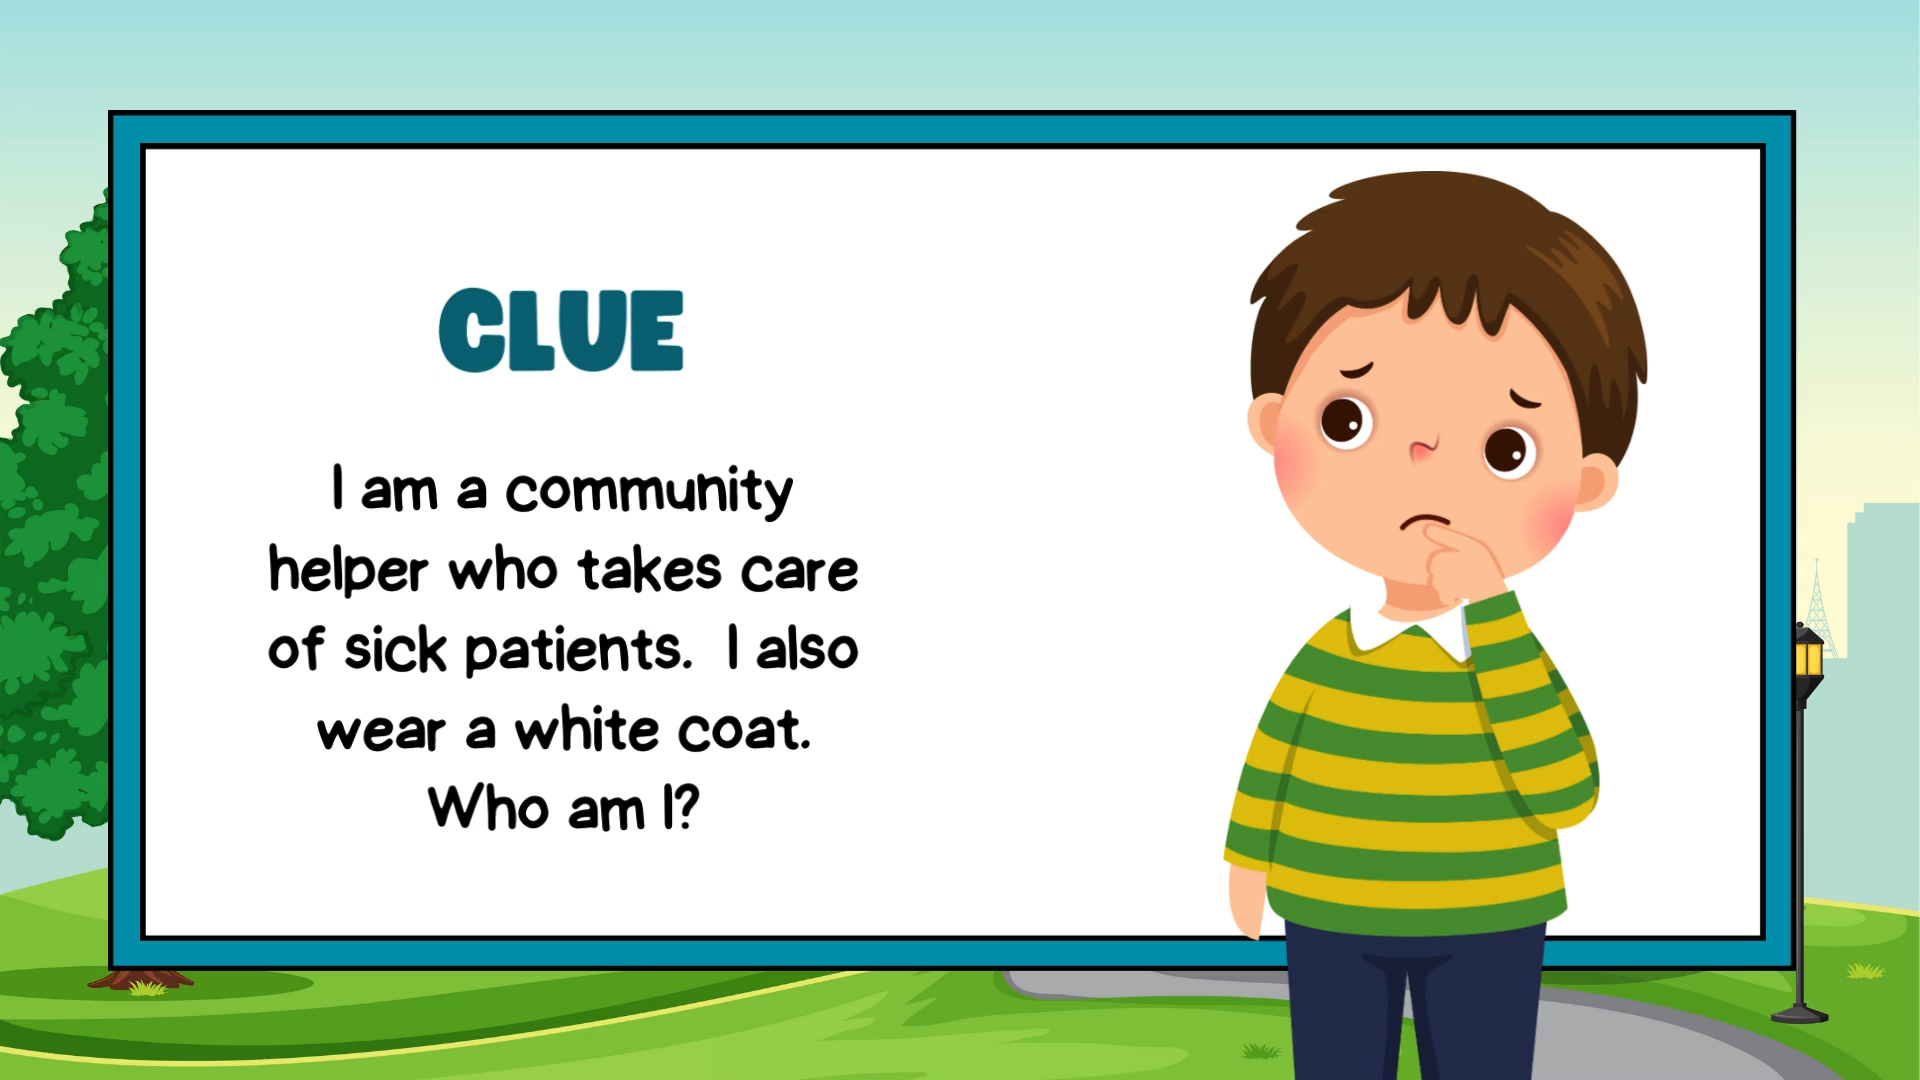 CLUE
I am a community
helper who takes care
of sick patients.  I also
wear a white coat.
Who am I?